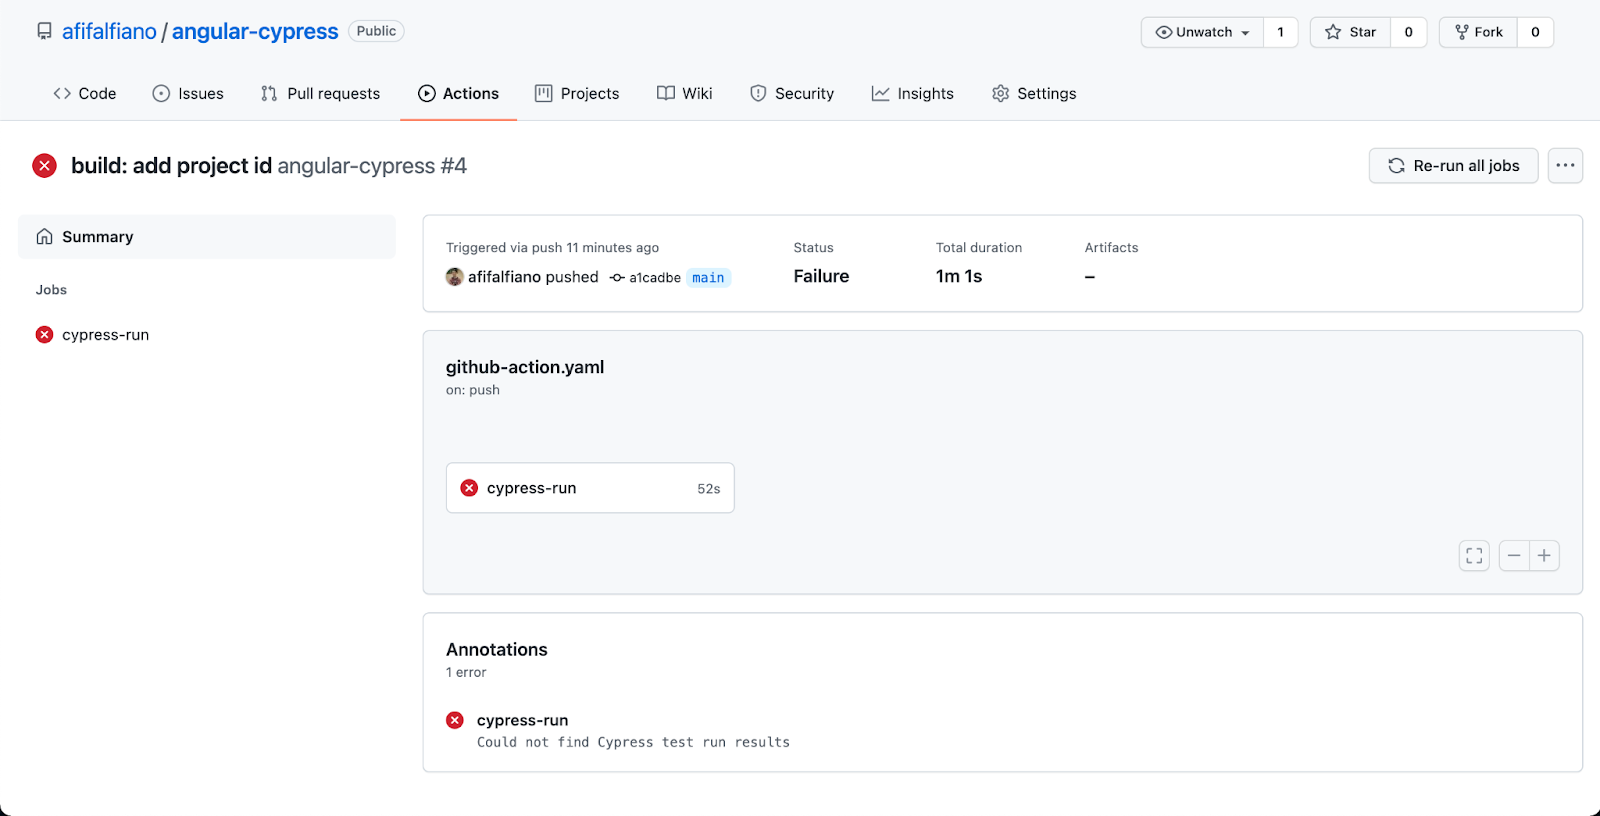 afifalfiano / angular-cypress Public
Unwatch 1 Star 0 Fork 0
Code Issues Pull requests Actions Projects Wiki Security Insights Settings
build: add project id angular-cypress #4
Re-run all jobs
Summary
Jobs
cypress-run
Triggered via push 11 minutes ago
afifalfiano pushed a1cadbe main
Status
Failure
Total duration
1m 1s
Artifacts
–
github-action.yaml
on: push
cypress-run 52s
Annotations
1 error
cypress-run
Could not find Cypress test run results